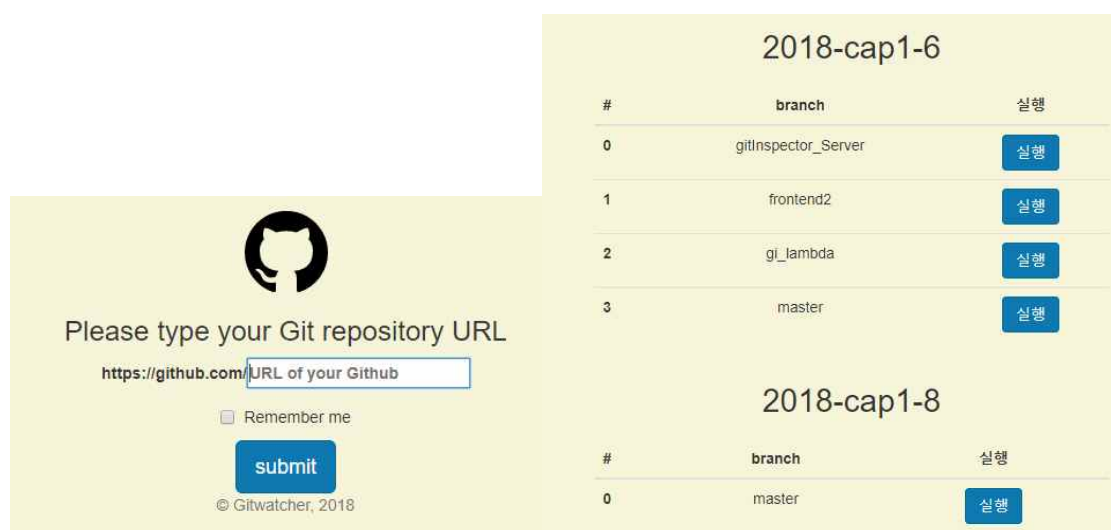 Please type your Git repository URL
https://github.com/ URL of your Github
Remember me
submit
© Gitwatcher, 2018
2018-cap1-6
# branch 실행
0 gitInspector_Server 실행
1 frontend2 실행
2 gi_lambda 실행
3 master 실행
2018-cap1-8
# branch 실행
0 master 실행